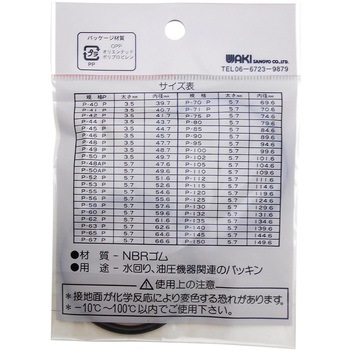 パッケージ材質
PP
OPP
オリエンテッド
ポリプロピレン
WAKI SANGYO CO.,LTD.
TEL06-6723-9879
サイズ表
規格 太さmm 内径mm 規格 太さmm 内径mm
P-40 P 3.5 39.7 P-70 P 5.7 69.6
P-41 P 3.5 40.7 P-71 P 5.7 70.6
P-42 P 3.5 41.7 P-75 P 5.7 74.6
P-44 P 3.5 43.7 P-80 P 5.7 79.6
P-45 P 3.5 44.7 P-85 P 5.7 84.6
P-46 P 3.5 45.7 P-90 P 5.7 89.6
P-48 P 3.5 47.7 P-95 P 5.7 94.6
P-49 P 3.5 48.7 P-100 P 5.7 99.6
P-50 P 3.5 49.7 P-102 P 5.7 101.6
P-48AP 5.7 47.6 P-105 P 5.7 104.6
P-50AP 5.7 49.6 P-110 P 5.7 109.6
P-52 P 5.7 51.6 P-112 P 5.7 111.6
P-53 P 5.7 52.6 P-115 P 5.7 114.6
P-55 P 5.7 54.6 P-120 P 5.7 119.6
P-56 P 5.7 55.6 P-125 P 5.7 124.6
P-58 P 5.7 57.6 P-130 P 5.7 129.6
P-60 P 5.7 59.6 P-132 P 5.7 131.6
P-62 P 5.7 61.6 P-135 P 5.7 134.6
P-63 P 5.7 62.6 P-140 P 5.7 139.6
P-65 P 5.7 64.6 P-145 P 5.7 144.6
P-67 P 5.7 66.6 P-150 P 5.7 149.6
●材 質－NBRゴム
●用 途－水回り、油圧機器関連のパッキン
⚠使用上の注意
＊接地面が化学反応により変色する恐れがあります。
＊-10℃～100℃以内でご使用下さい。